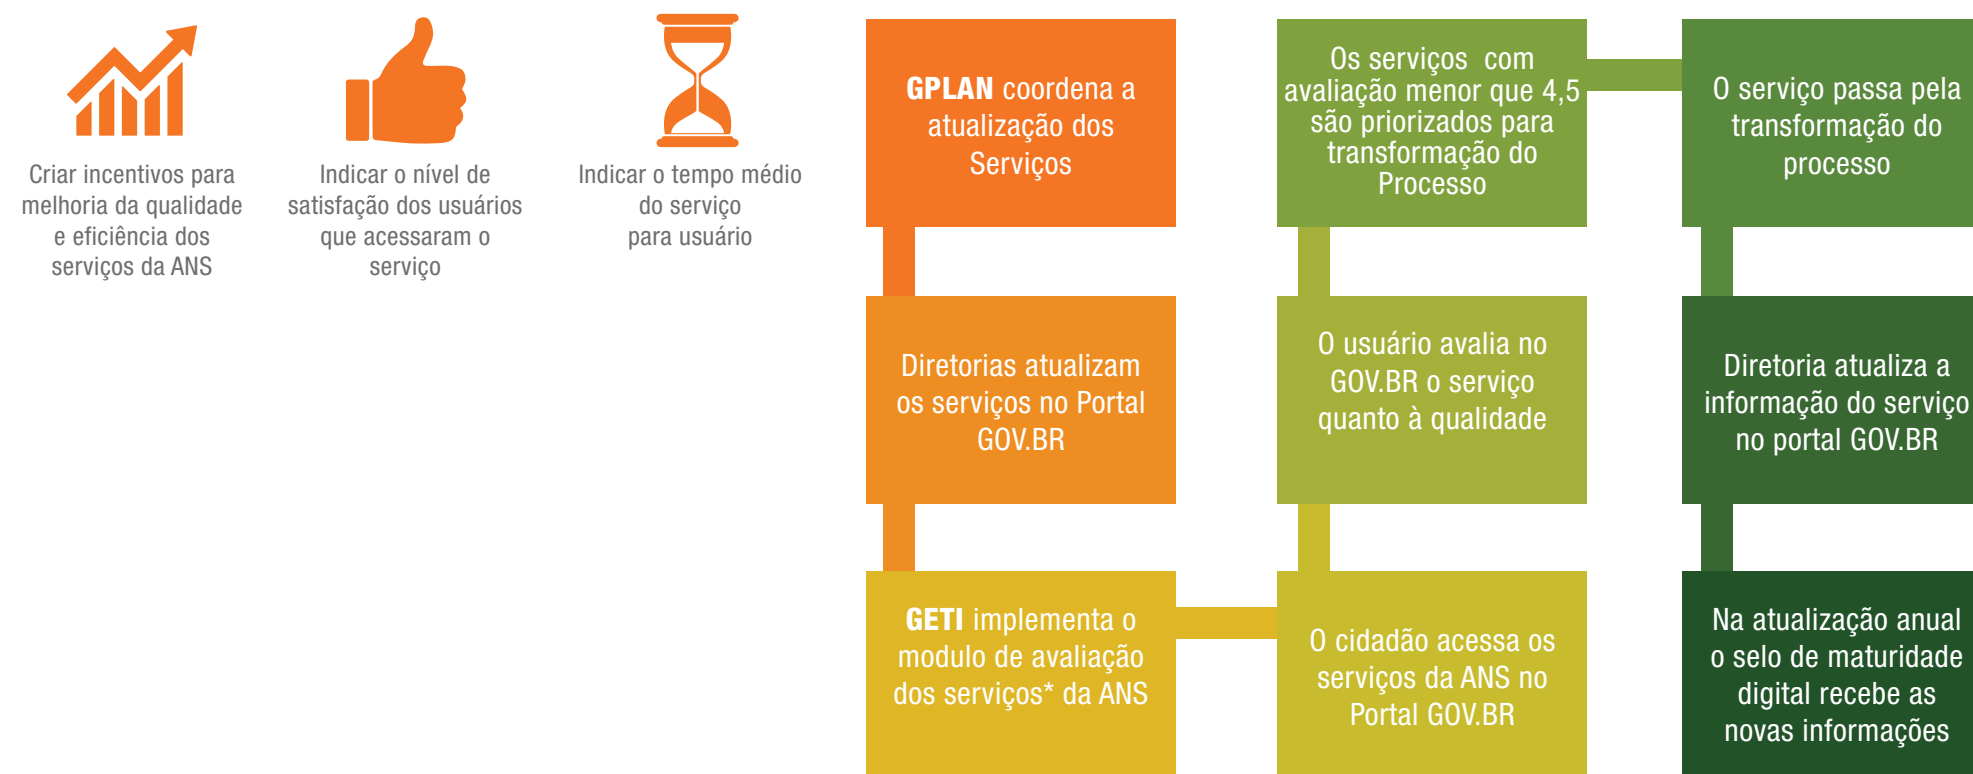 Criar incentivos para
melhoria da qualidade
e eficiência dos
serviços da ANS
Indicar o nível de
satisfação dos usuários
que acessaram o
serviço
Indicar o tempo médio
do serviço
para usuário
GPLAN coordena a
atualização dos
Serviços
Diretorias atualizam
os serviços no Portal
GOV.BR
GETI implementa o
modulo de avaliação
dos serviços* da ANS
O cidadão acessa os
serviços da ANS no
Portal GOV.BR
O usuário avalia no
GOV.BR o serviço
quanto à qualidade
Os serviços com
avaliação menor que 4,5
são priorizados para
transformação do
Processo
O serviço passa pela
transformação do
processo
Diretoria atualiza a
informação do serviço
no portal GOV.BR
Na atualização anual
o selo de maturidade
digital recebe as
novas informações